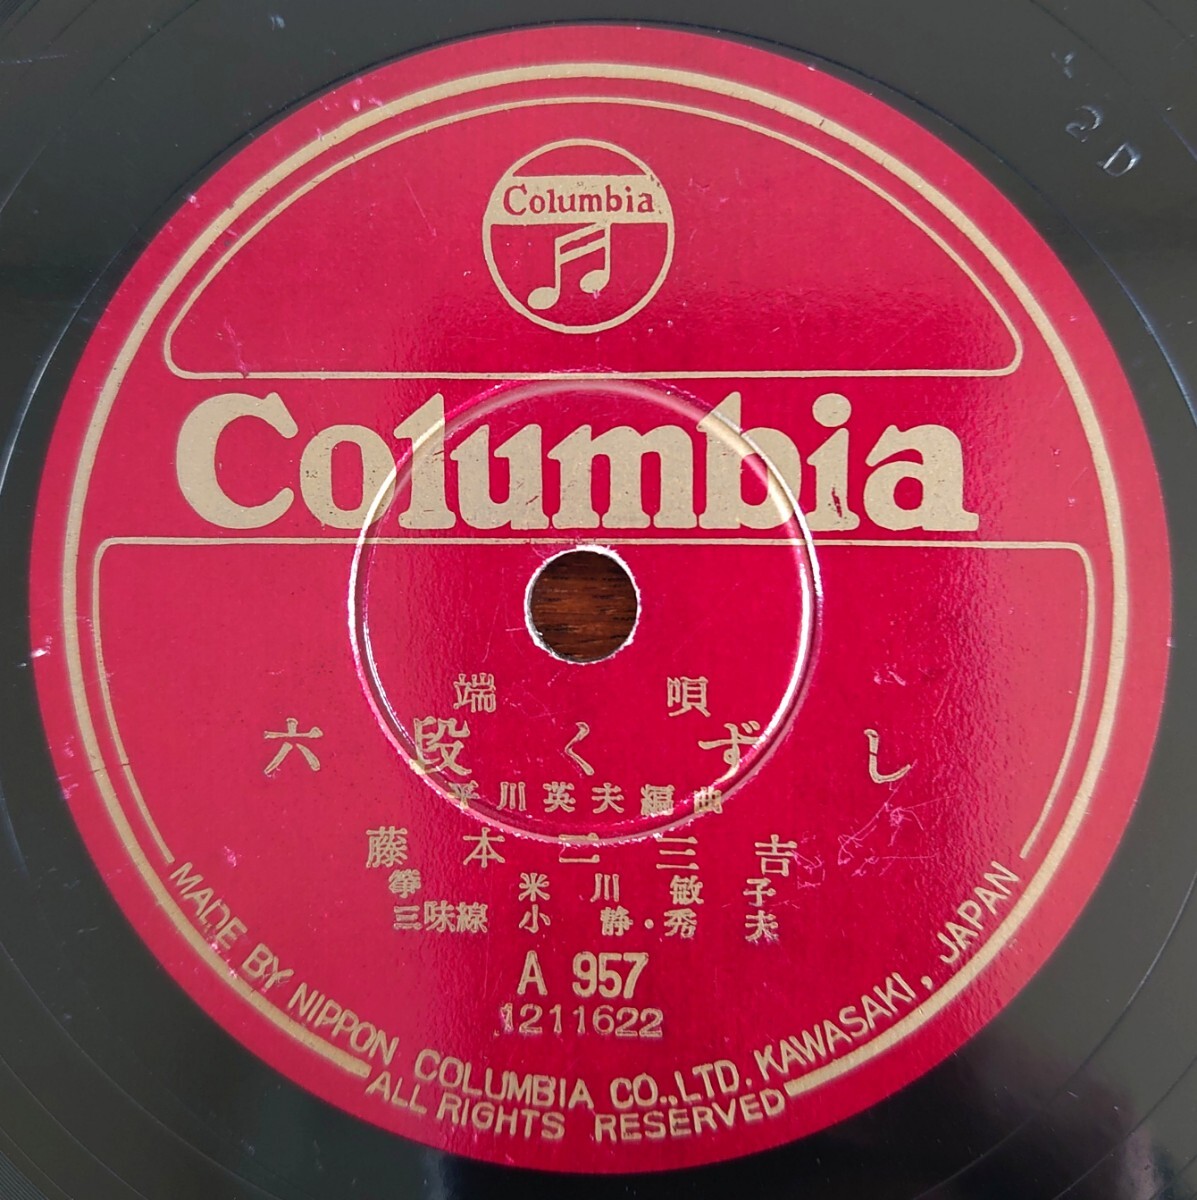 Columbia
Columbia
端唄
六段くずし
平川英夫編曲
藤本二三吉
箏 米川敏子
三味線 小静・秀夫
A 957
1211622
MADE BY NIPPON COLUMBIA CO., LTD. KAWASAKI, JAPAN
ALL RIGHTS RESERVED